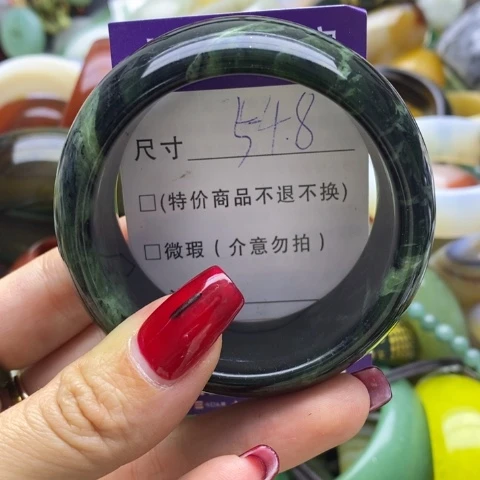 尺寸 54.8
□(特价商品不退不换)
□微瑕(介意勿拍)